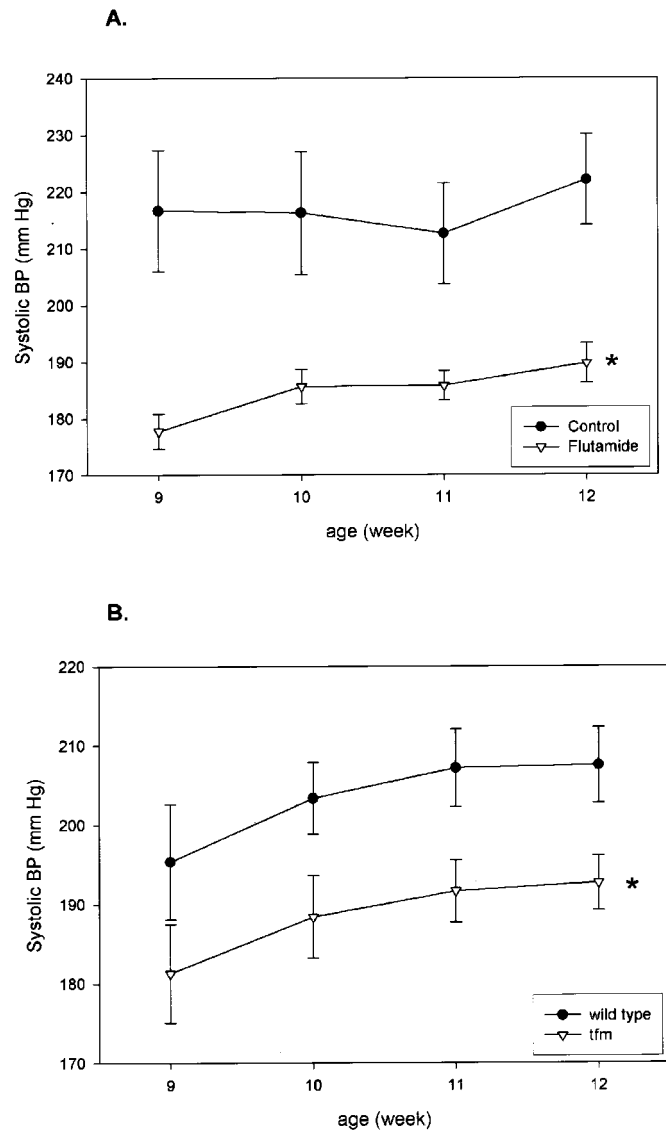 A.
240
230
220
210
200
190
180
170
Systolic BP (mm Hg)
*
Control
Flutamide
9 10 11 12
age (week)
B.
220
210
200
190
180
170
Systolic BP (mm Hg)
*
wild type
tfm
9 10 11 12
age (week)